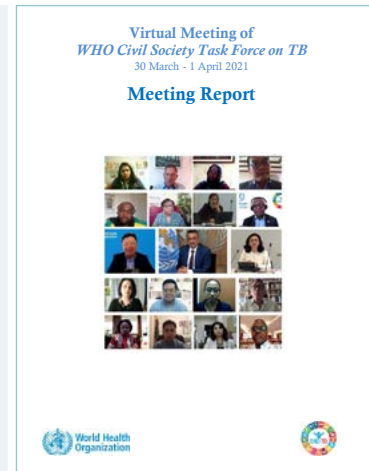 Virtual Meeting of
WHO Civil Society Task Force on TB
30 March - 1 April 2021
Meeting Report
World Health
Organization